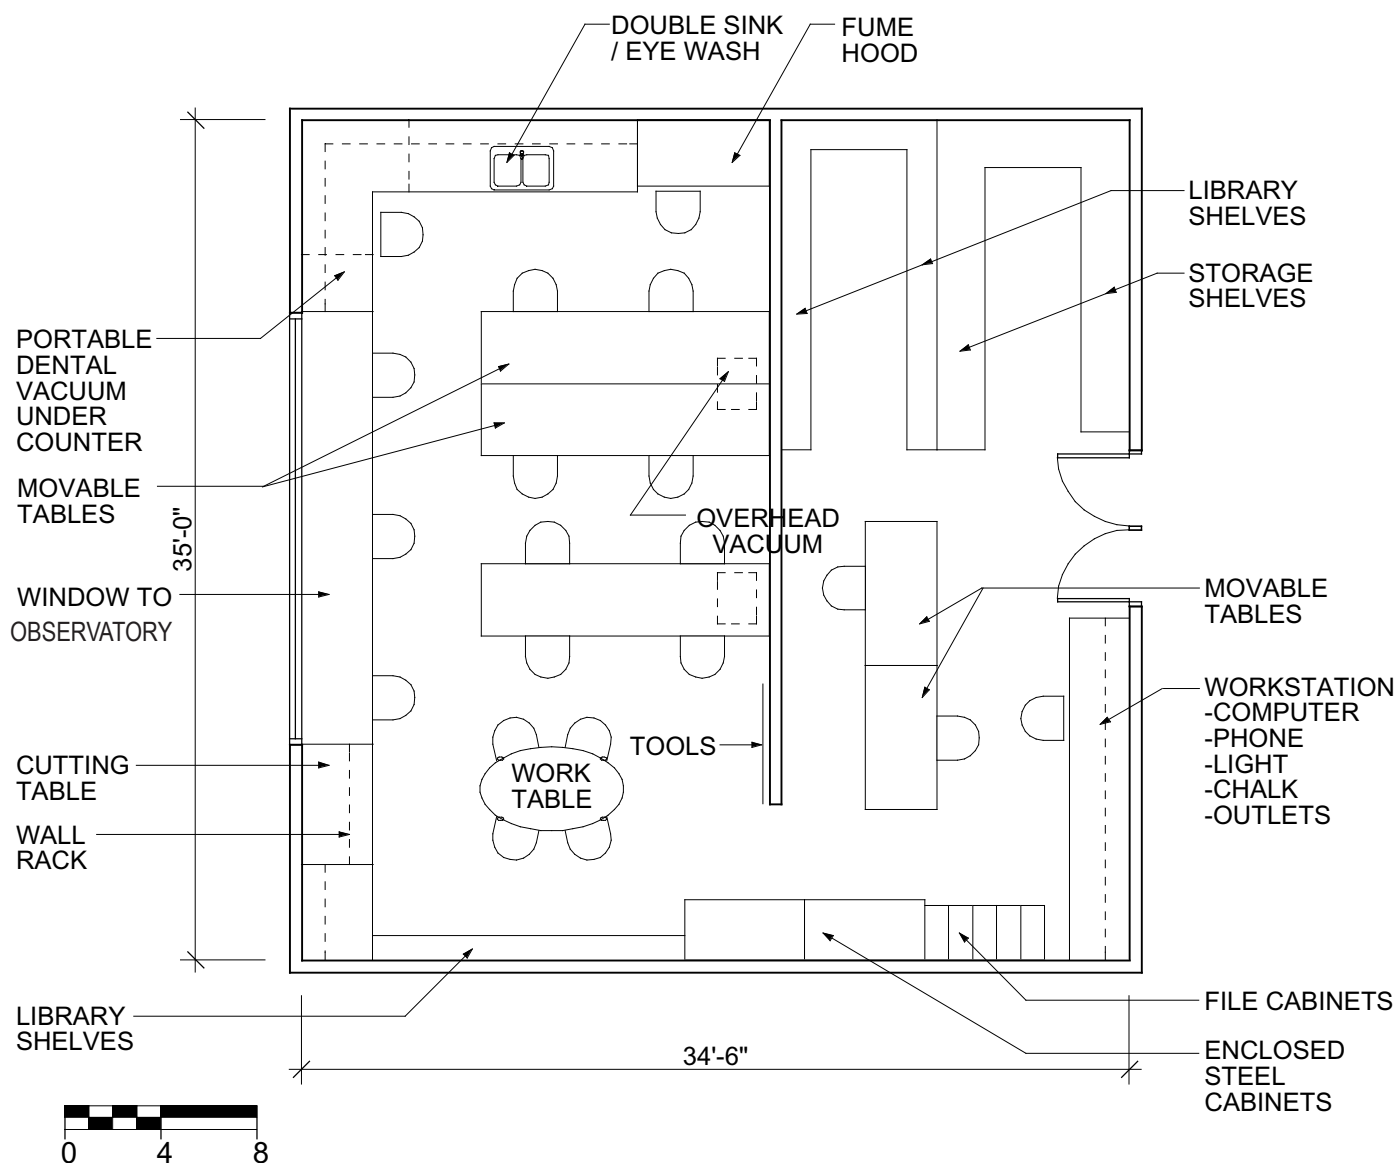 DOUBLE SINK
/ EYE WASH
FUME
HOOD
LIBRARY
SHELVES
STORAGE
SHELVES
PORTABLE
DENTAL
VACUUM
UNDER
COUNTER
MOVABLE
TABLES
35'-0"
OVERHEAD
VACUUM
WINDOW TO
OBSERVATORY
MOVABLE
TABLES
WORKSTATION
-COMPUTER
-PHONE
-LIGHT
-CHALK
-OUTLETS
TOOLS
WORK
TABLE
CUTTING
TABLE
WALL
RACK
LIBRARY
SHELVES
FILE CABINETS
34'-6"
ENCLOSED
STEEL
CABINETS
0 4 8